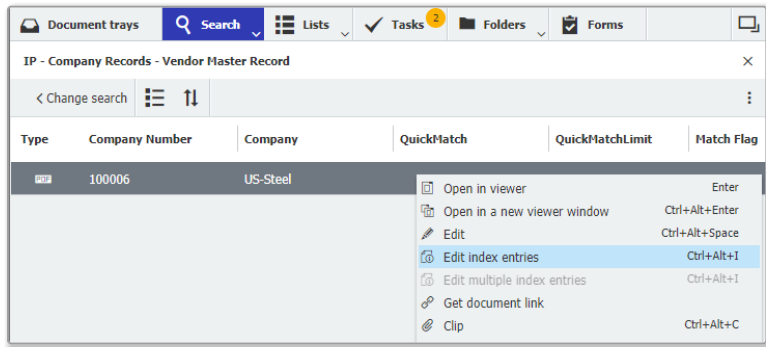 Document trays Search Lists Tasks 2 Folders Forms
IP - Company Records - Vendor Master Record
Change search
Type Company Number Company QuickMatch QuickMatchLimit Match Flag
PDF 100006 US-Steel
Open in viewer Enter
Open in a new viewer window Ctrl+Alt+Enter
Edit Ctrl+Alt+Space
Edit index entries Ctrl+Alt+I
Edit multiple index entries Ctrl+Alt+I
Get document link
Clip Ctrl+Alt+C